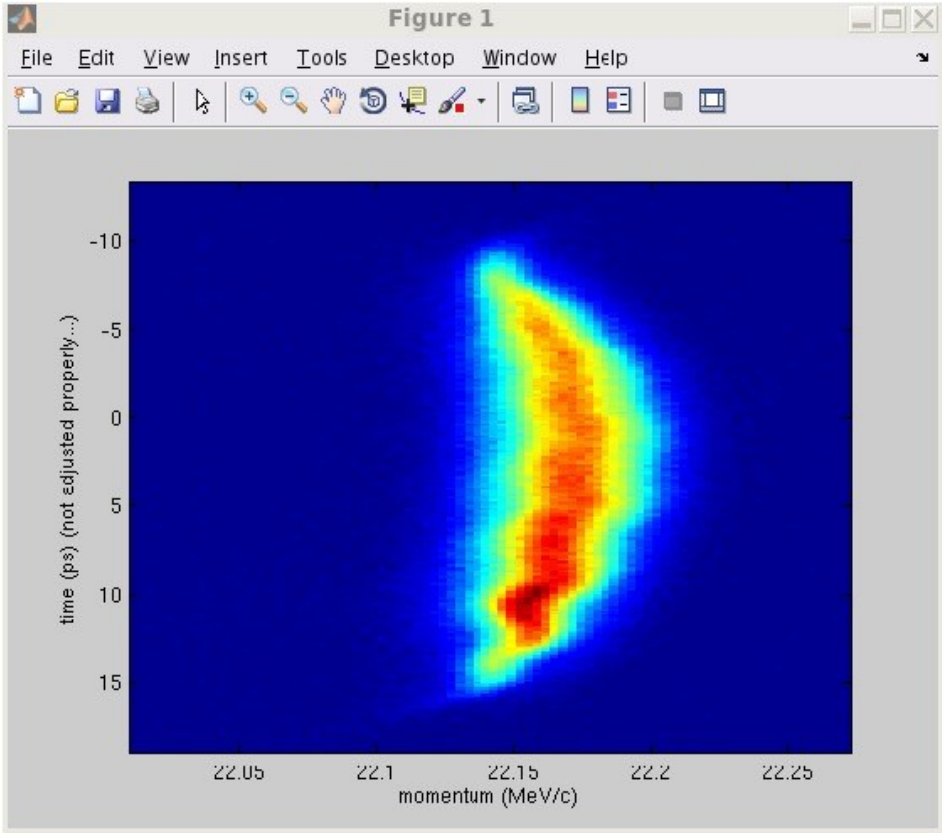 Figure 1
File Edit View Insert Tools Desktop Window Help
-10
-5
0
5
10
15
time (ps) (not adjusted properly...)
22.05 22.1 22.15 22.2 22.25
momentum (MeV/c)